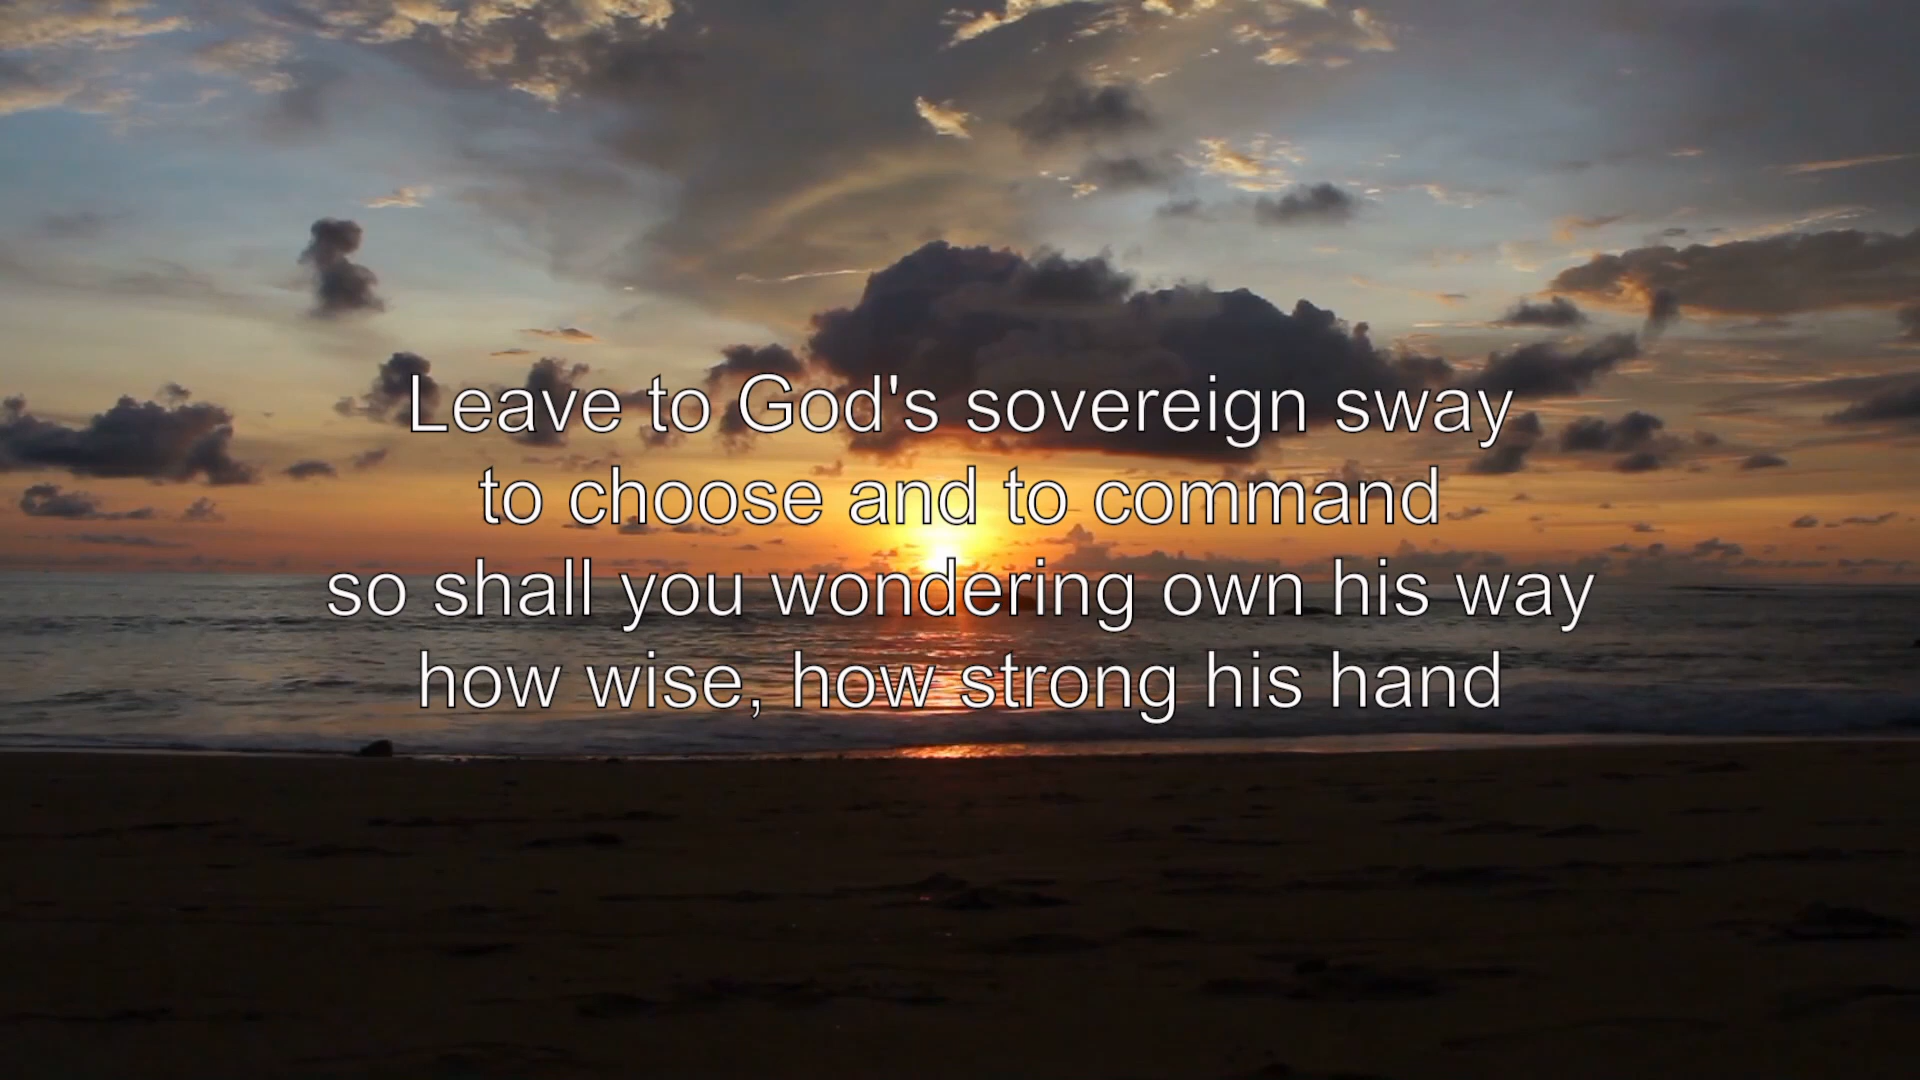 Leave to God's sovereign sway
to choose and to command
so shall you wondering own his way
how wise, how strong his hand